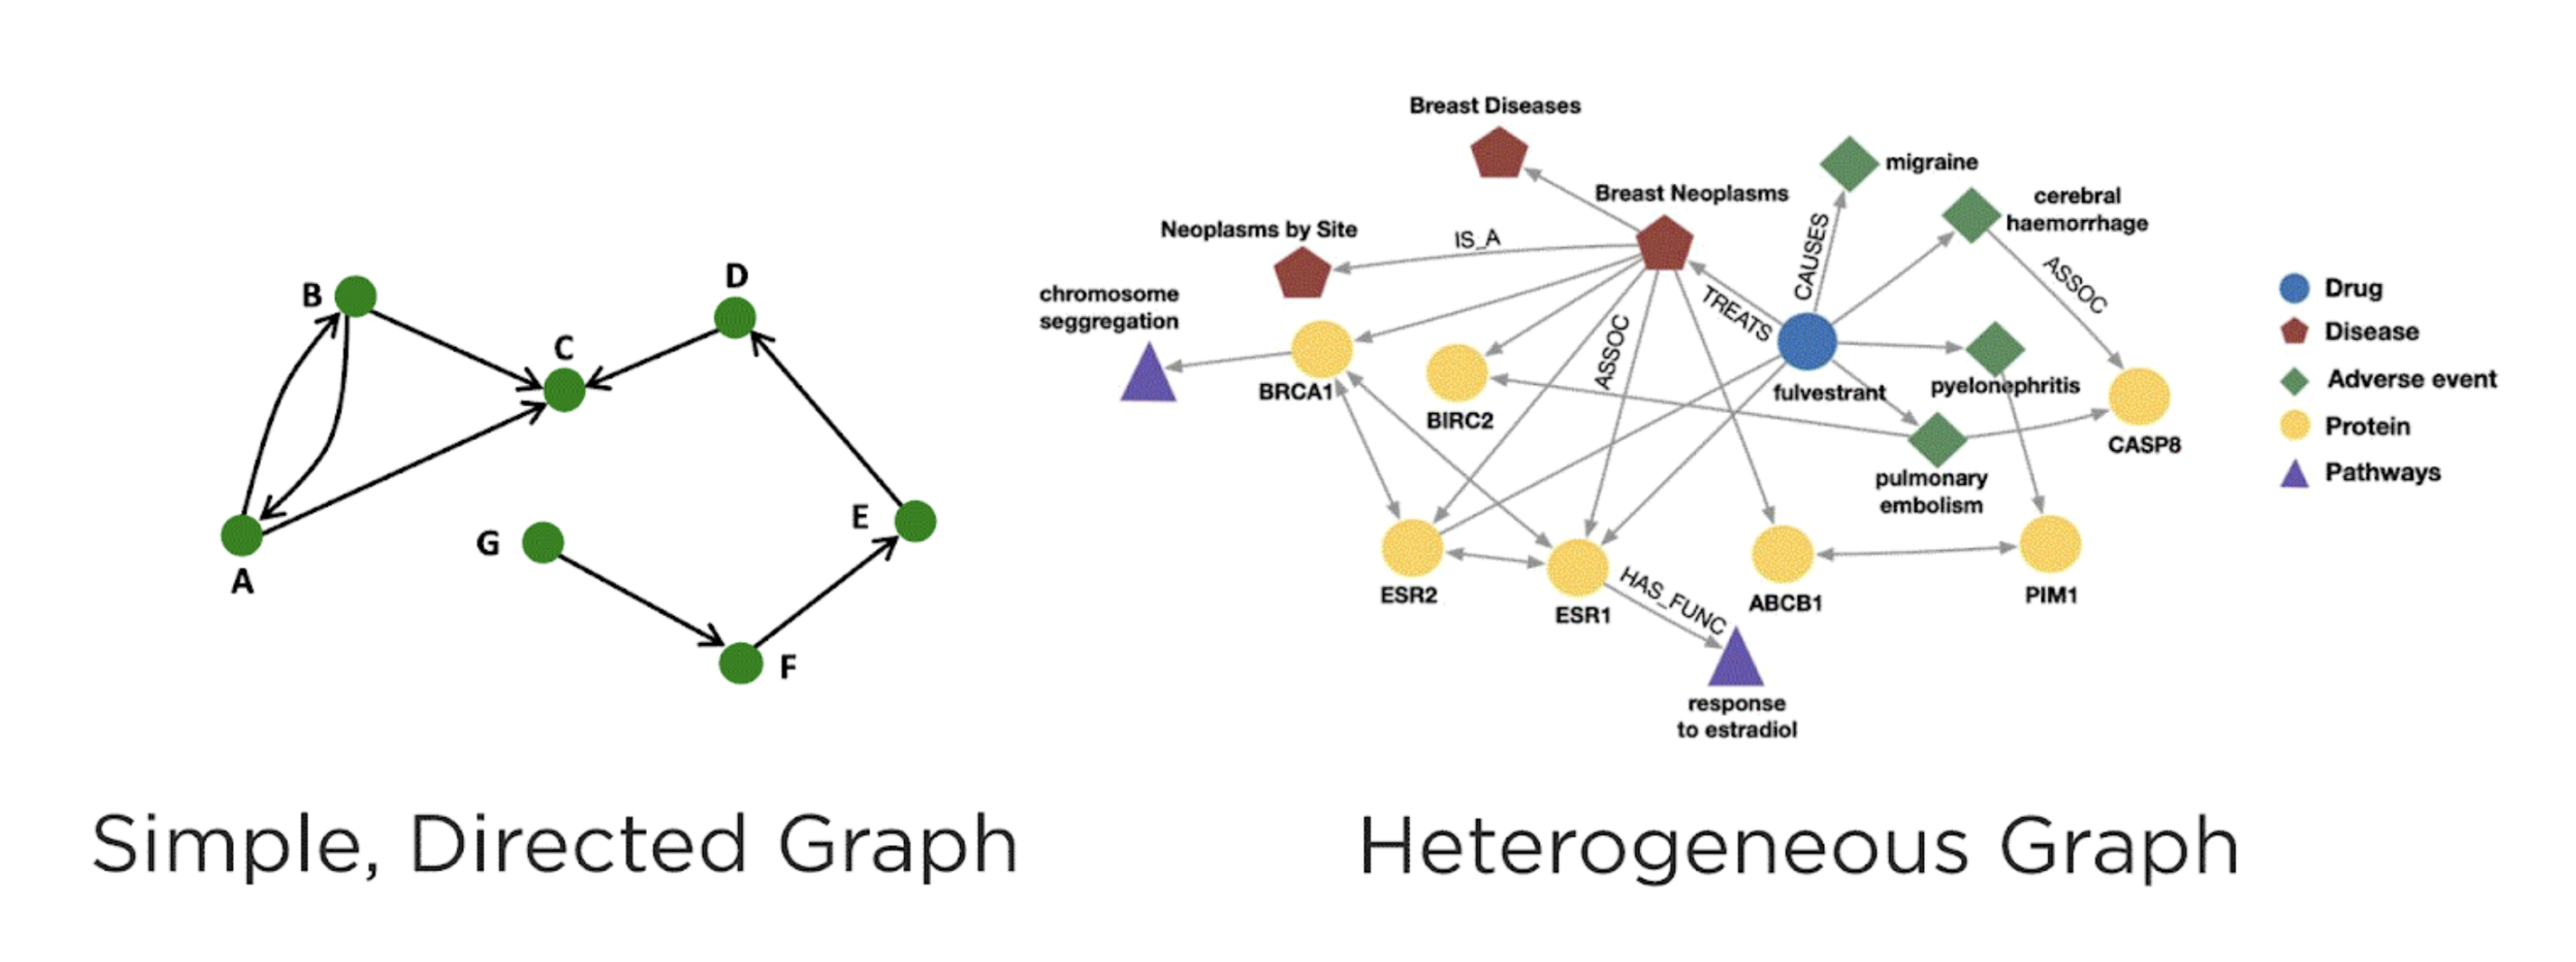 B
D
C
A
G
E
F
Simple, Directed Graph
Breast Diseases
migraine
Breast Neoplasms
cerebral
haemorrhage
Neoplasms by Site
IS_A
CAUSES
ASSOC
chromosome
seggregation
TREATS
ASSOC
BRCA1
BIRC2
fulvestrant
pyelonephritis
CASP8
pulmonary
embolism
ESR2
ESR1
HAS_FUNC
ABCB1
PIM1
response
to estradiol
Drug
Disease
Adverse event
Protein
Pathways
Heterogeneous Graph